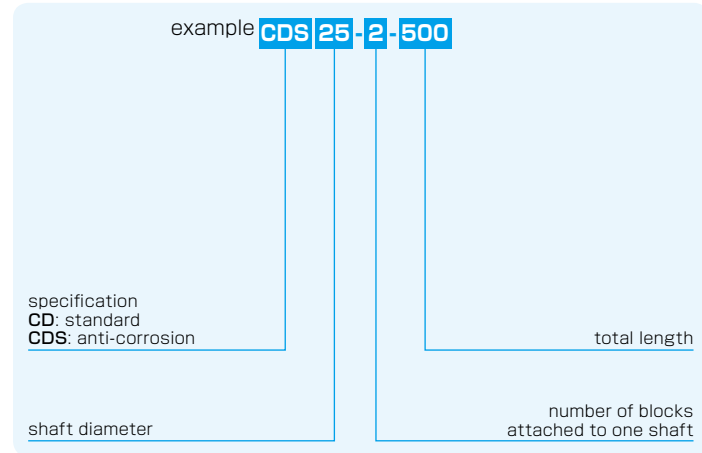 example CDS 25 - 2 - 500
specification
CD: standard
CDS: anti-corrosion
total length
shaft diameter
number of blocks
attached to one shaft